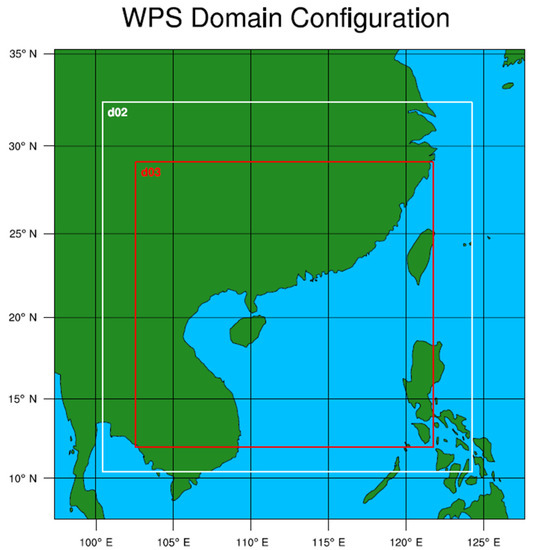 WPS Domain Configuration
35° N
d02
30° N
d03
25° N
20° N
15° N
10° N
100° E 105° E 110° E 115° E 120° E 125° E